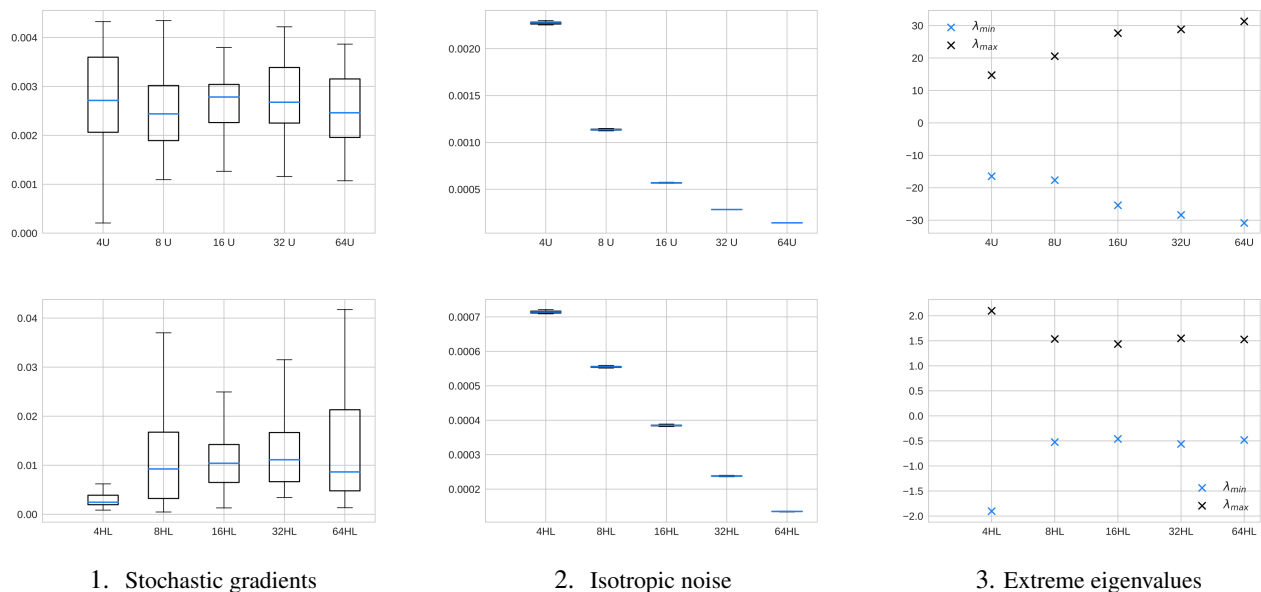 0.004
0.003
0.002
0.001
0.000
4U 8 U 16 U 32 U 64U
0.0020
0.0015
0.0010
0.0005
4U 8 U 16 U 32 U 64U
30
20
10
0
−10
−20
−30
λmin
λmax
4U 8U 16U 32U 64U
0.04
0.03
0.02
0.01
0.00
4HL 8HL 16HL 32HL 64HL
0.0007
0.0006
0.0005
0.0004
0.0003
0.0002
4HL 8HL 16HL 32HL 64HL
2.0
1.5
1.0
0.5
0.0
−0.5
−1.0
−1.5
−2.0
λmin
λmax
4HL 8HL 16HL 32HL 64HL
1. Stochastic gradients
2. Isotropic noise
3. Extreme eigenvalues